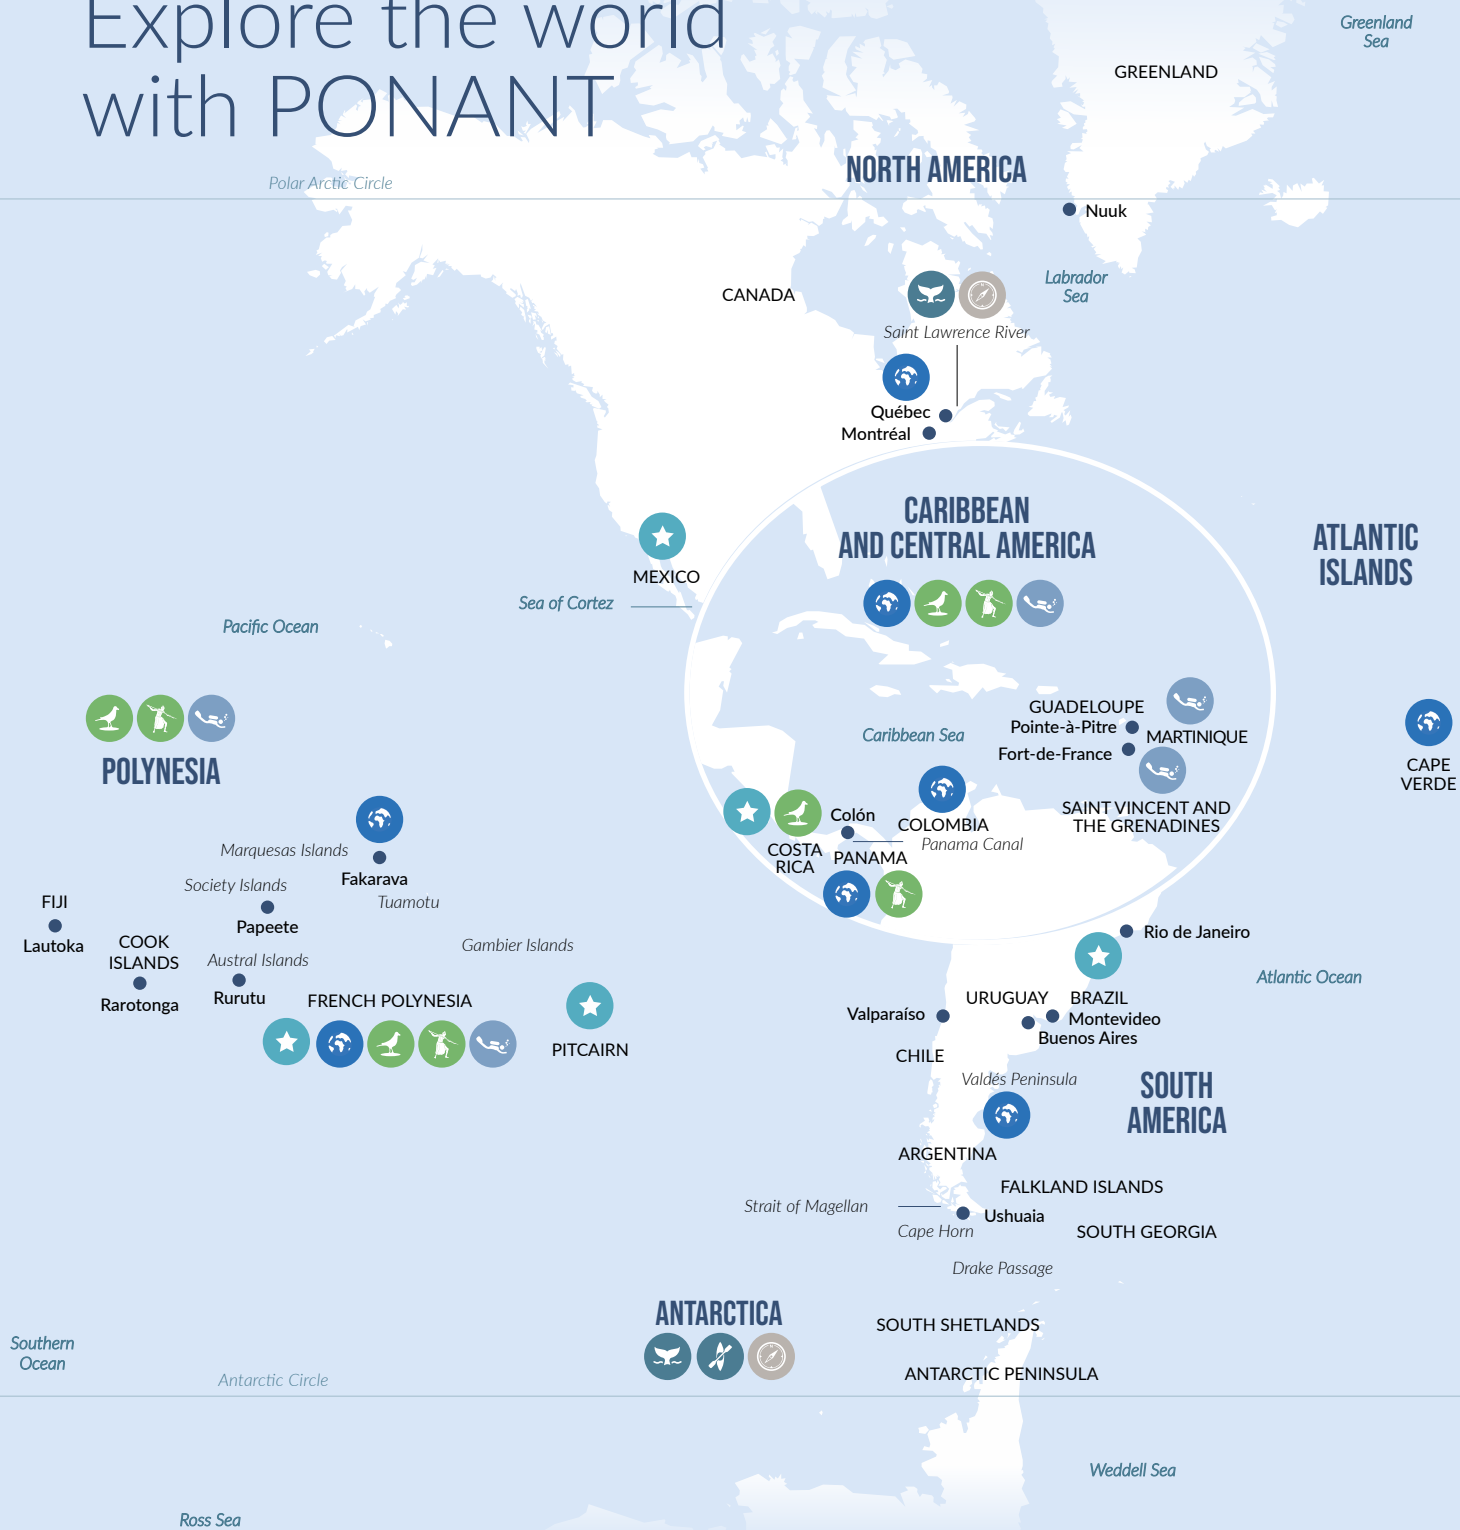 Explore the world
with PONANT
Greenland
Sea
GREENLAND
NORTH AMERICA
Polar Arctic Circle
Nuuk
Labrador
Sea
CANADA
Saint Lawrence River
Québec
Montréal
CARIBBEAN
AND CENTRAL AMERICA
ATLANTIC
ISLANDS
MEXICO
Sea of Cortez
Pacific Ocean
GUADELOUPE
Pointe-à-Pitre
MARTINIQUE
Fort-de-France
Caribbean Sea
CAPE
VERDE
POLYNESIA
SAINT VINCENT AND
THE GRENADINES
Colón
COLOMBIA
Panama Canal
COSTA
RICA
PANAMA
Marquesas Islands
Fakarava
Society Islands
Tuamotu
FIJI
Papeete
Lautoka
COOK
ISLANDS
Gambier Islands
Austral Islands
Rarotonga
Rurutu
FRENCH POLYNESIA
PITCAIRN
Rio de Janeiro
Atlantic Ocean
URUGUAY
BRAZIL
Valparaíso
Montevideo
Buenos Aires
CHILE
Valdés Peninsula
SOUTH
AMERICA
ARGENTINA
FALKLAND ISLANDS
Strait of Magellan
Ushuaia
Cape Horn
SOUTH GEORGIA
Drake Passage
ANTARCTICA
SOUTH SHETLANDS
Southern
Ocean
Antarctic Circle
ANTARCTIC PENINSULA
Weddell Sea
Ross Sea